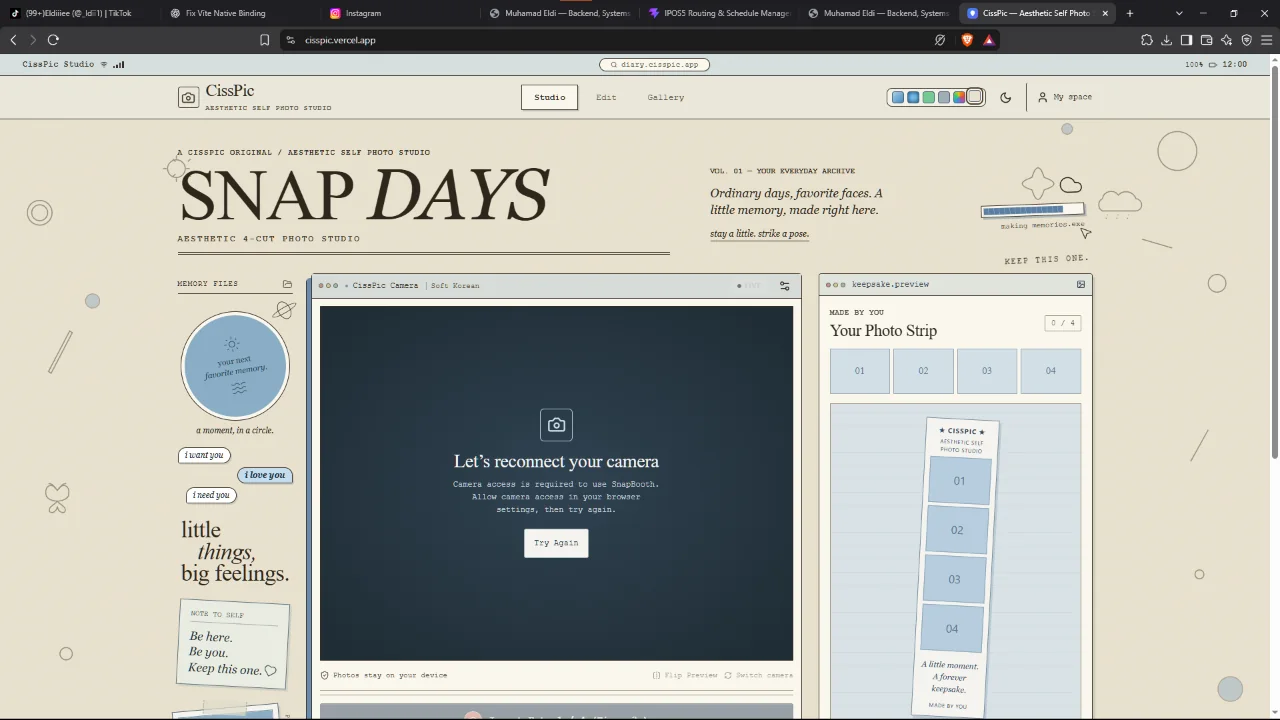 (99+)Eldiiiee (@_ldi1) | TikTok
Fix Vite Native Binding
Instagram
Muhamad Eldi — Backend, Systems
IPOS5 Routing & Schedule Manage
Muhamad Eldi — Backend, Systems
CissPic — Aesthetic Self Photo
cisspic.vercel.app
CissPic Studio
diary.cisspic.app
100%
12:00
CissPic
AESTHETIC SELF PHOTO STUDIO
Studio
Edit
Gallery
My space
A CISSPIC ORIGINAL / AESTHETIC SELF PHOTO STUDIO
SNAP DAYS
AESTHETIC 4-CUT PHOTO STUDIO
VOL. 01 — YOUR EVERYDAY ARCHIVE
Ordinary days, favorite faces. A
little memory, made right here.
stay a little. strike a pose.
making memories.exe
KEEP THIS ONE.
MEMORY FILES
your next
favorite memory.
a moment, in a circle.
i want you
i love you
i need you
little
things,
big feelings.
NOTE TO SELF
Be here.
Be you.
Keep this one.
CissPic Camera | Soft Korean
LIVE
Let's reconnect your camera
Camera access is required to use SnapBooth.
Allow camera access in your browser
settings, then try again.
Try Again
Photos stay on your device
Flip Preview
Switch camera
keepsake.preview
MADE BY YOU
Your Photo Strip
0 / 4
01
02
03
04
★ CISSPIC ★
AESTHETIC SELF
PHOTO STUDIO
01
02
03
04
A little moment.
A forever
keepsake.
MADE BY YOU